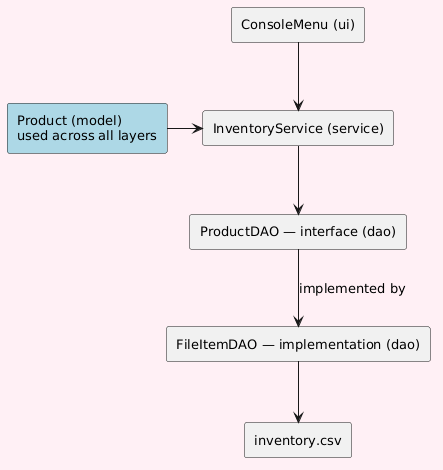 ConsoleMenu (ui)
Product (model)
used across all layers
InventoryService (service)
ProductDAO — interface (dao)
implemented by
FileItemDAO — implementation (dao)
inventory.csv